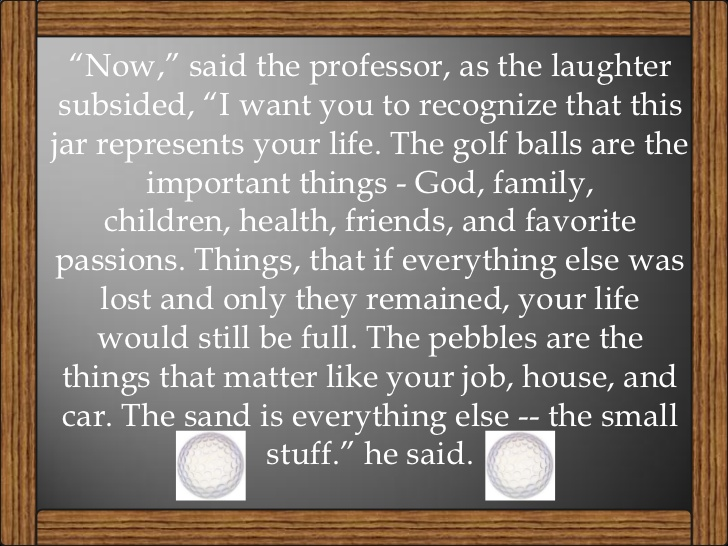 “Now,” said the professor, as the laughter
subsided, “I want you to recognize that this
jar represents your life. The golf balls are the
important things - God, family,
children, health, friends, and favorite
passions. Things, that if everything else was
lost and only they remained, your life
would still be full. The pebbles are the
things that matter like your job, house, and
car. The sand is everything else -- the small
stuff.” he said.